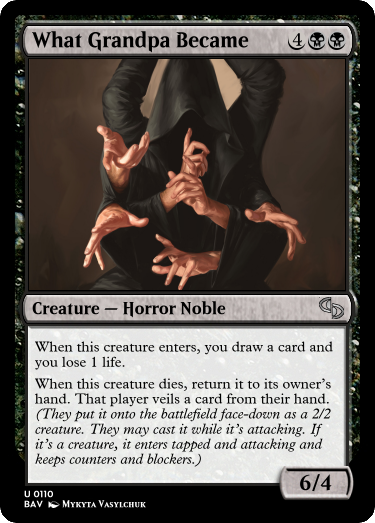 What Grandpa Became 4
Creature — Horror Noble
When this creature enters, you draw a card and
you lose 1 life.
When this creature dies, return it to its owner's
hand. That player veils a card from their hand.
(They put it onto the battlefield face-down as a 2/2
creature. They may cast it while it's attacking. If
it's a creature, it enters tapped and attacking and
keeps counters and blockers.)
6/4
U 0110
BAV Mykyta Vasylchuk